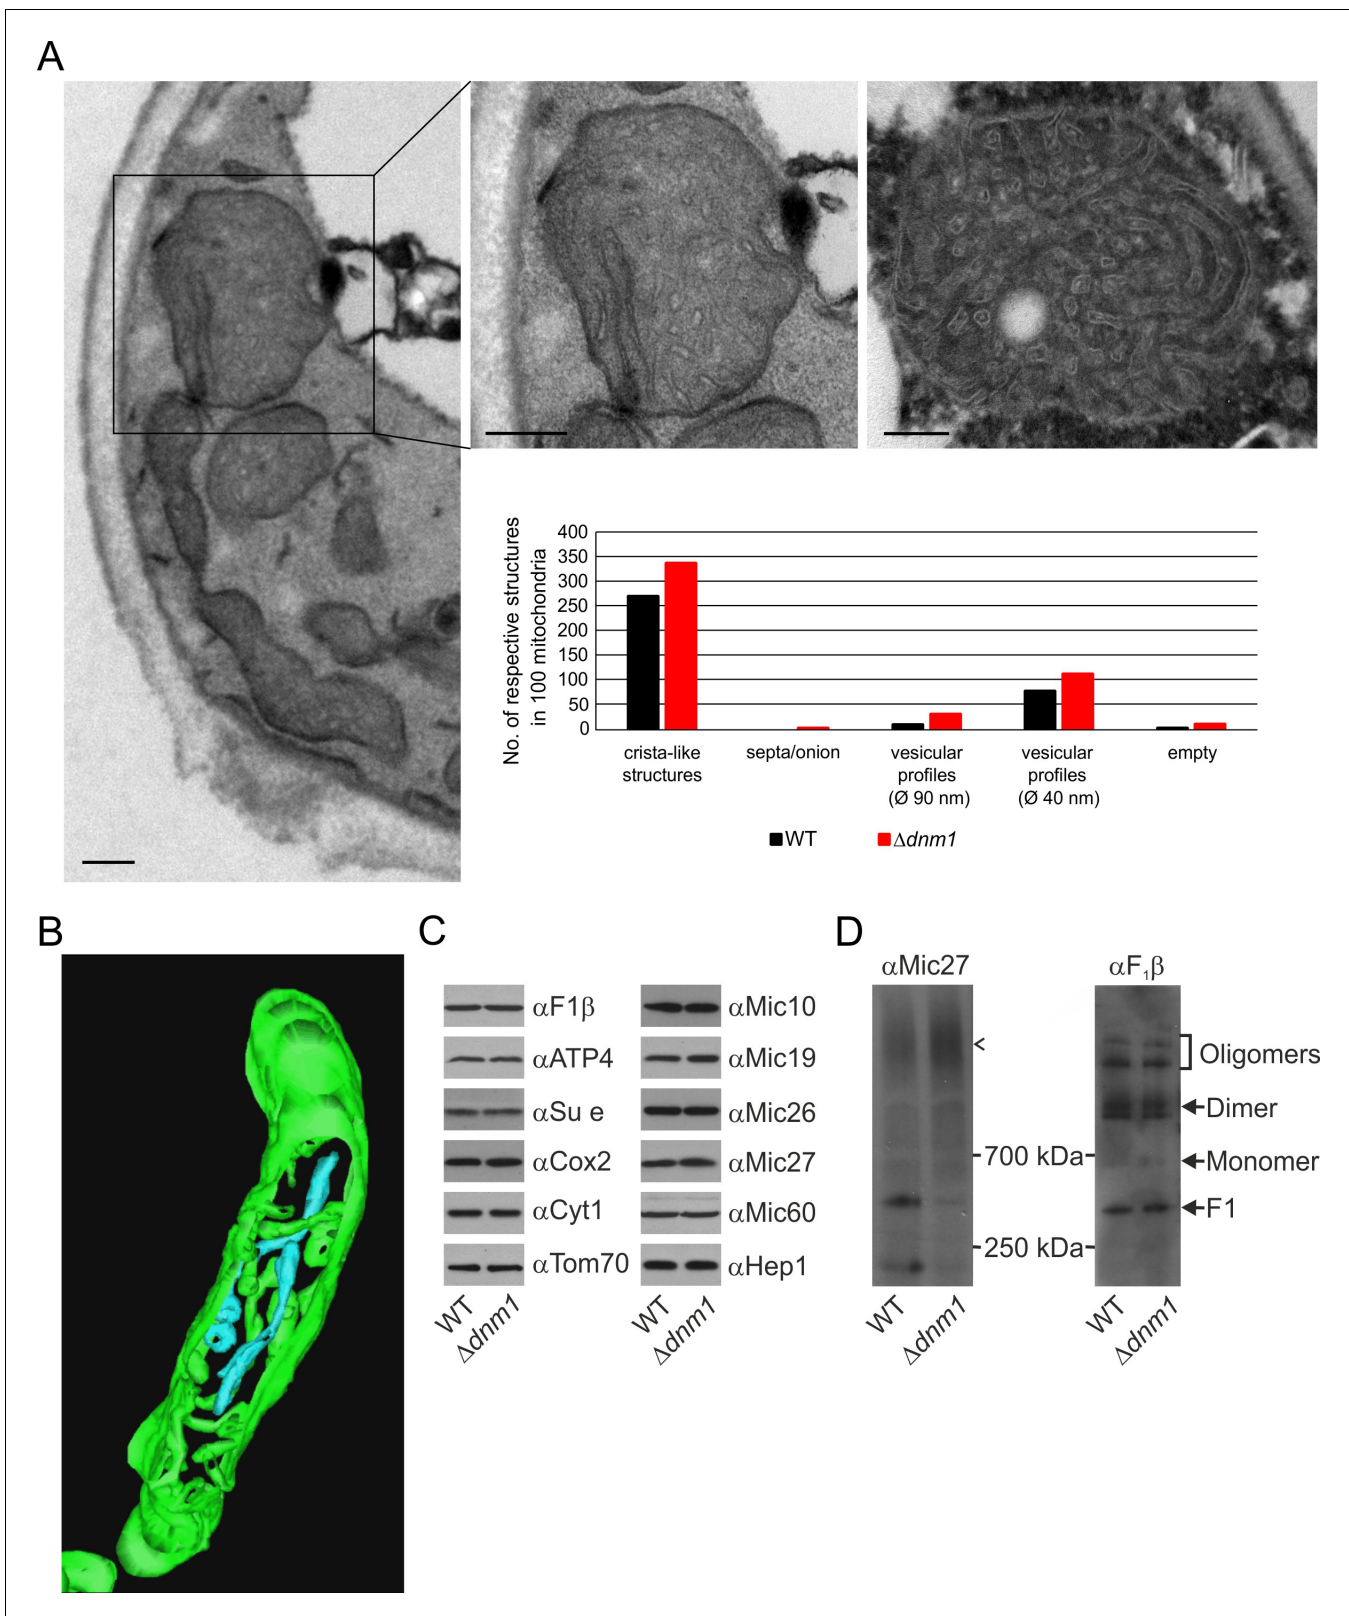 A
No. of respective structures
in 100 mitochondria
400
350
300
250
200
150
100
50
0
crista-like
structures
septa/onion
vesicular
profiles
(Ø 90 nm)
vesicular
profiles
(Ø 40 nm)
empty
WT
Δdnm1
B
C
αF1β
αATP4
αSu e
αCox2
αCyt1
αTom70
WT
Δdnm1
αMic10
αMic19
αMic26
αMic27
αMic60
αHep1
WT
Δdnm1
D
αMic27
<
700 kDa
250 kDa
WT
Δdnm1
αF₁β
Oligomers
Dimer
Monomer
F1
WT
Δdnm1